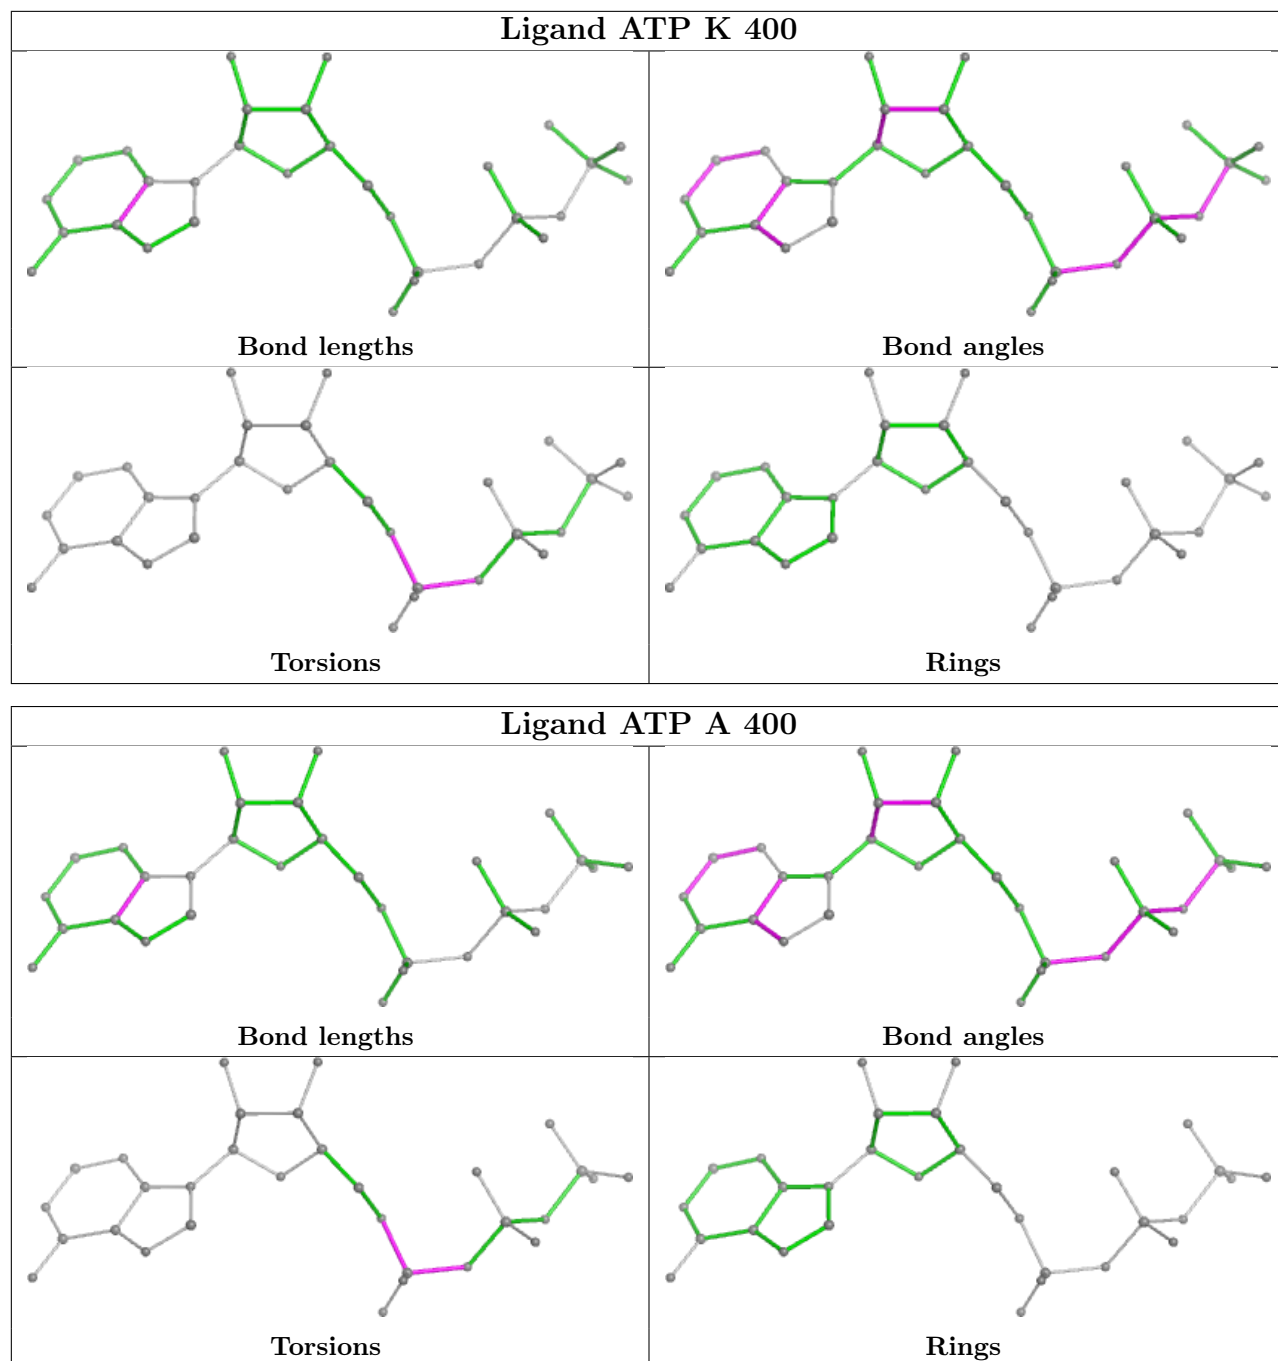 Ligand ATP K 400
Bond lengths
Bond angles
Torsions
Rings
Ligand ATP A 400
Bond lengths
Bond angles
Torsions
Rings